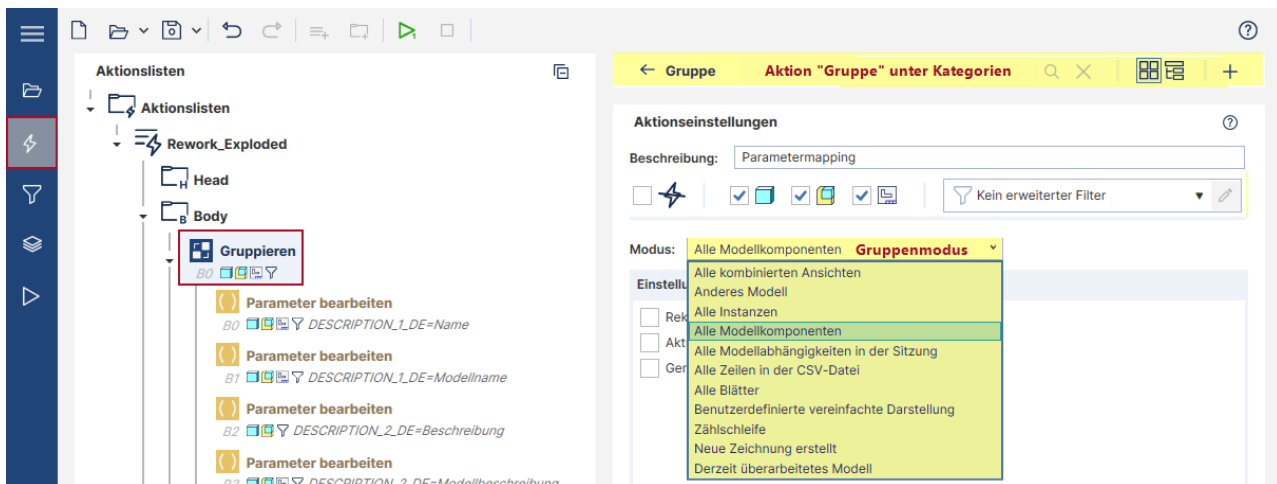 Aktionslisten
Aktionslisten
Rework_Exploded
H Head
B Body
Gruppieren
B0
Parameter bearbeiten
B0 DESCRIPTION_1_DE=Name
Parameter bearbeiten
B1 DESCRIPTION_1_DE=Modellname
Parameter bearbeiten
B2 DESCRIPTION_2_DE=Beschreibung
Parameter bearbeiten
B3 DESCRIPTION_2_DE=Modellbeschreibung
← Gruppe Aktion "Gruppe" unter Kategorien
Aktionseinstellungen
Beschreibung: Parametermapping
Kein erweiterter Filter
Modus: Alle Modellkomponenten Gruppenmodus
Einstellu
Rek
Akt
Ger
Alle kombinierten Ansichten
Anderes Modell
Alle Instanzen
Alle Modellkomponenten
Alle Modellabhängigkeiten in der Sitzung
Alle Zeilen in der CSV-Datei
Alle Blätter
Benutzerdefinierte vereinfachte Darstellung
Zählschleife
Neue Zeichnung erstellt
Derzeit überarbeitetes Modell